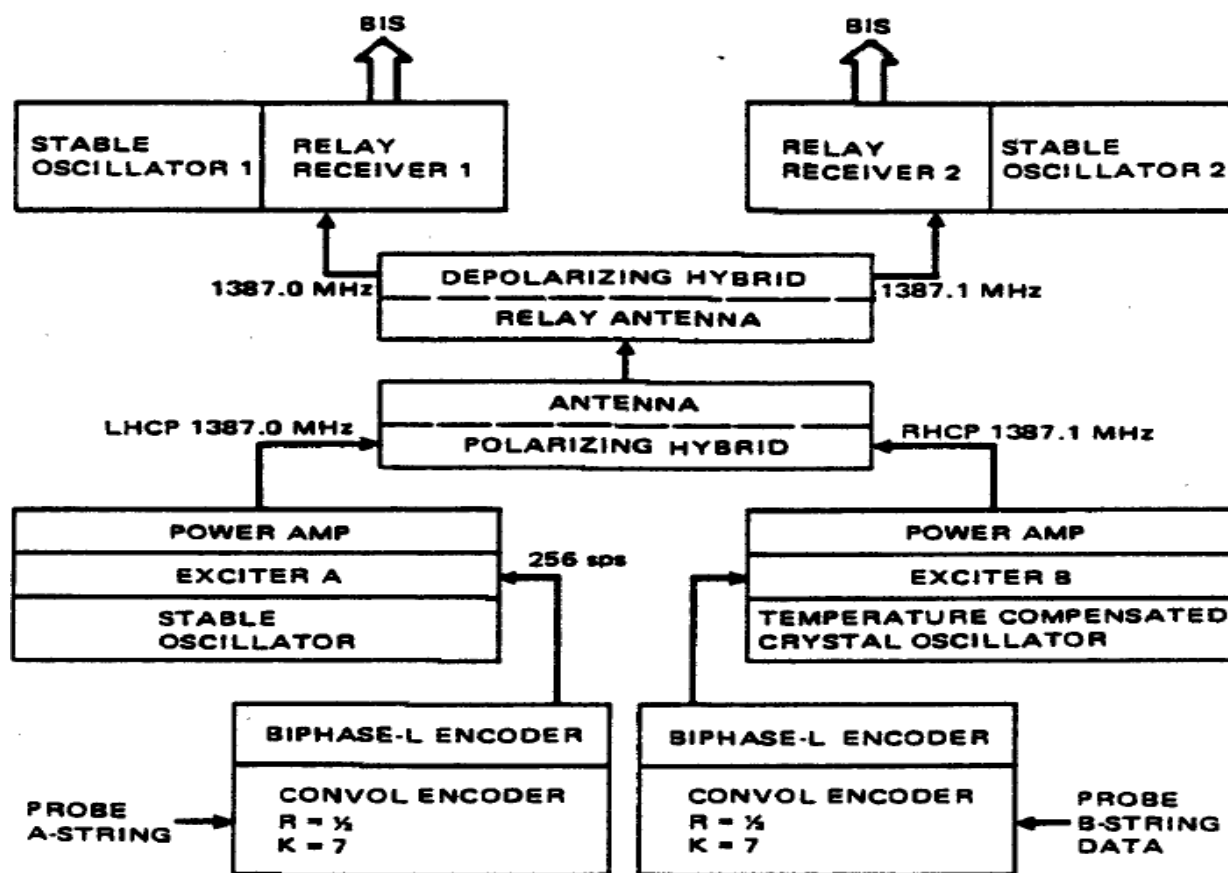 BIS
BIS
STABLE
OSCILLATOR 1
RELAY
RECEIVER 1
RELAY
RECEIVER 2
STABLE
OSCILLATOR 2
1387.0 MHz
DEPOLARIZING HYBRID
RELAY ANTENNA
1387.1 MHz
LHCP 1387.0 MHz
ANTENNA
POLARIZING HYBRID
RHCP 1387.1 MHz
POWER AMP
EXCITER A
STABLE
OSCILLATOR
256 sps
POWER AMP
EXCITER B
TEMPERATURE COMPENSATED
CRYSTAL OSCILLATOR
BIPHASE-L ENCODER
BIPHASE-L ENCODER
PROBE
A-STRING
CONVOL ENCODER
R = ½
K = 7
CONVOL ENCODER
R = ½
K = 7
PROBE
B-STRING
DATA